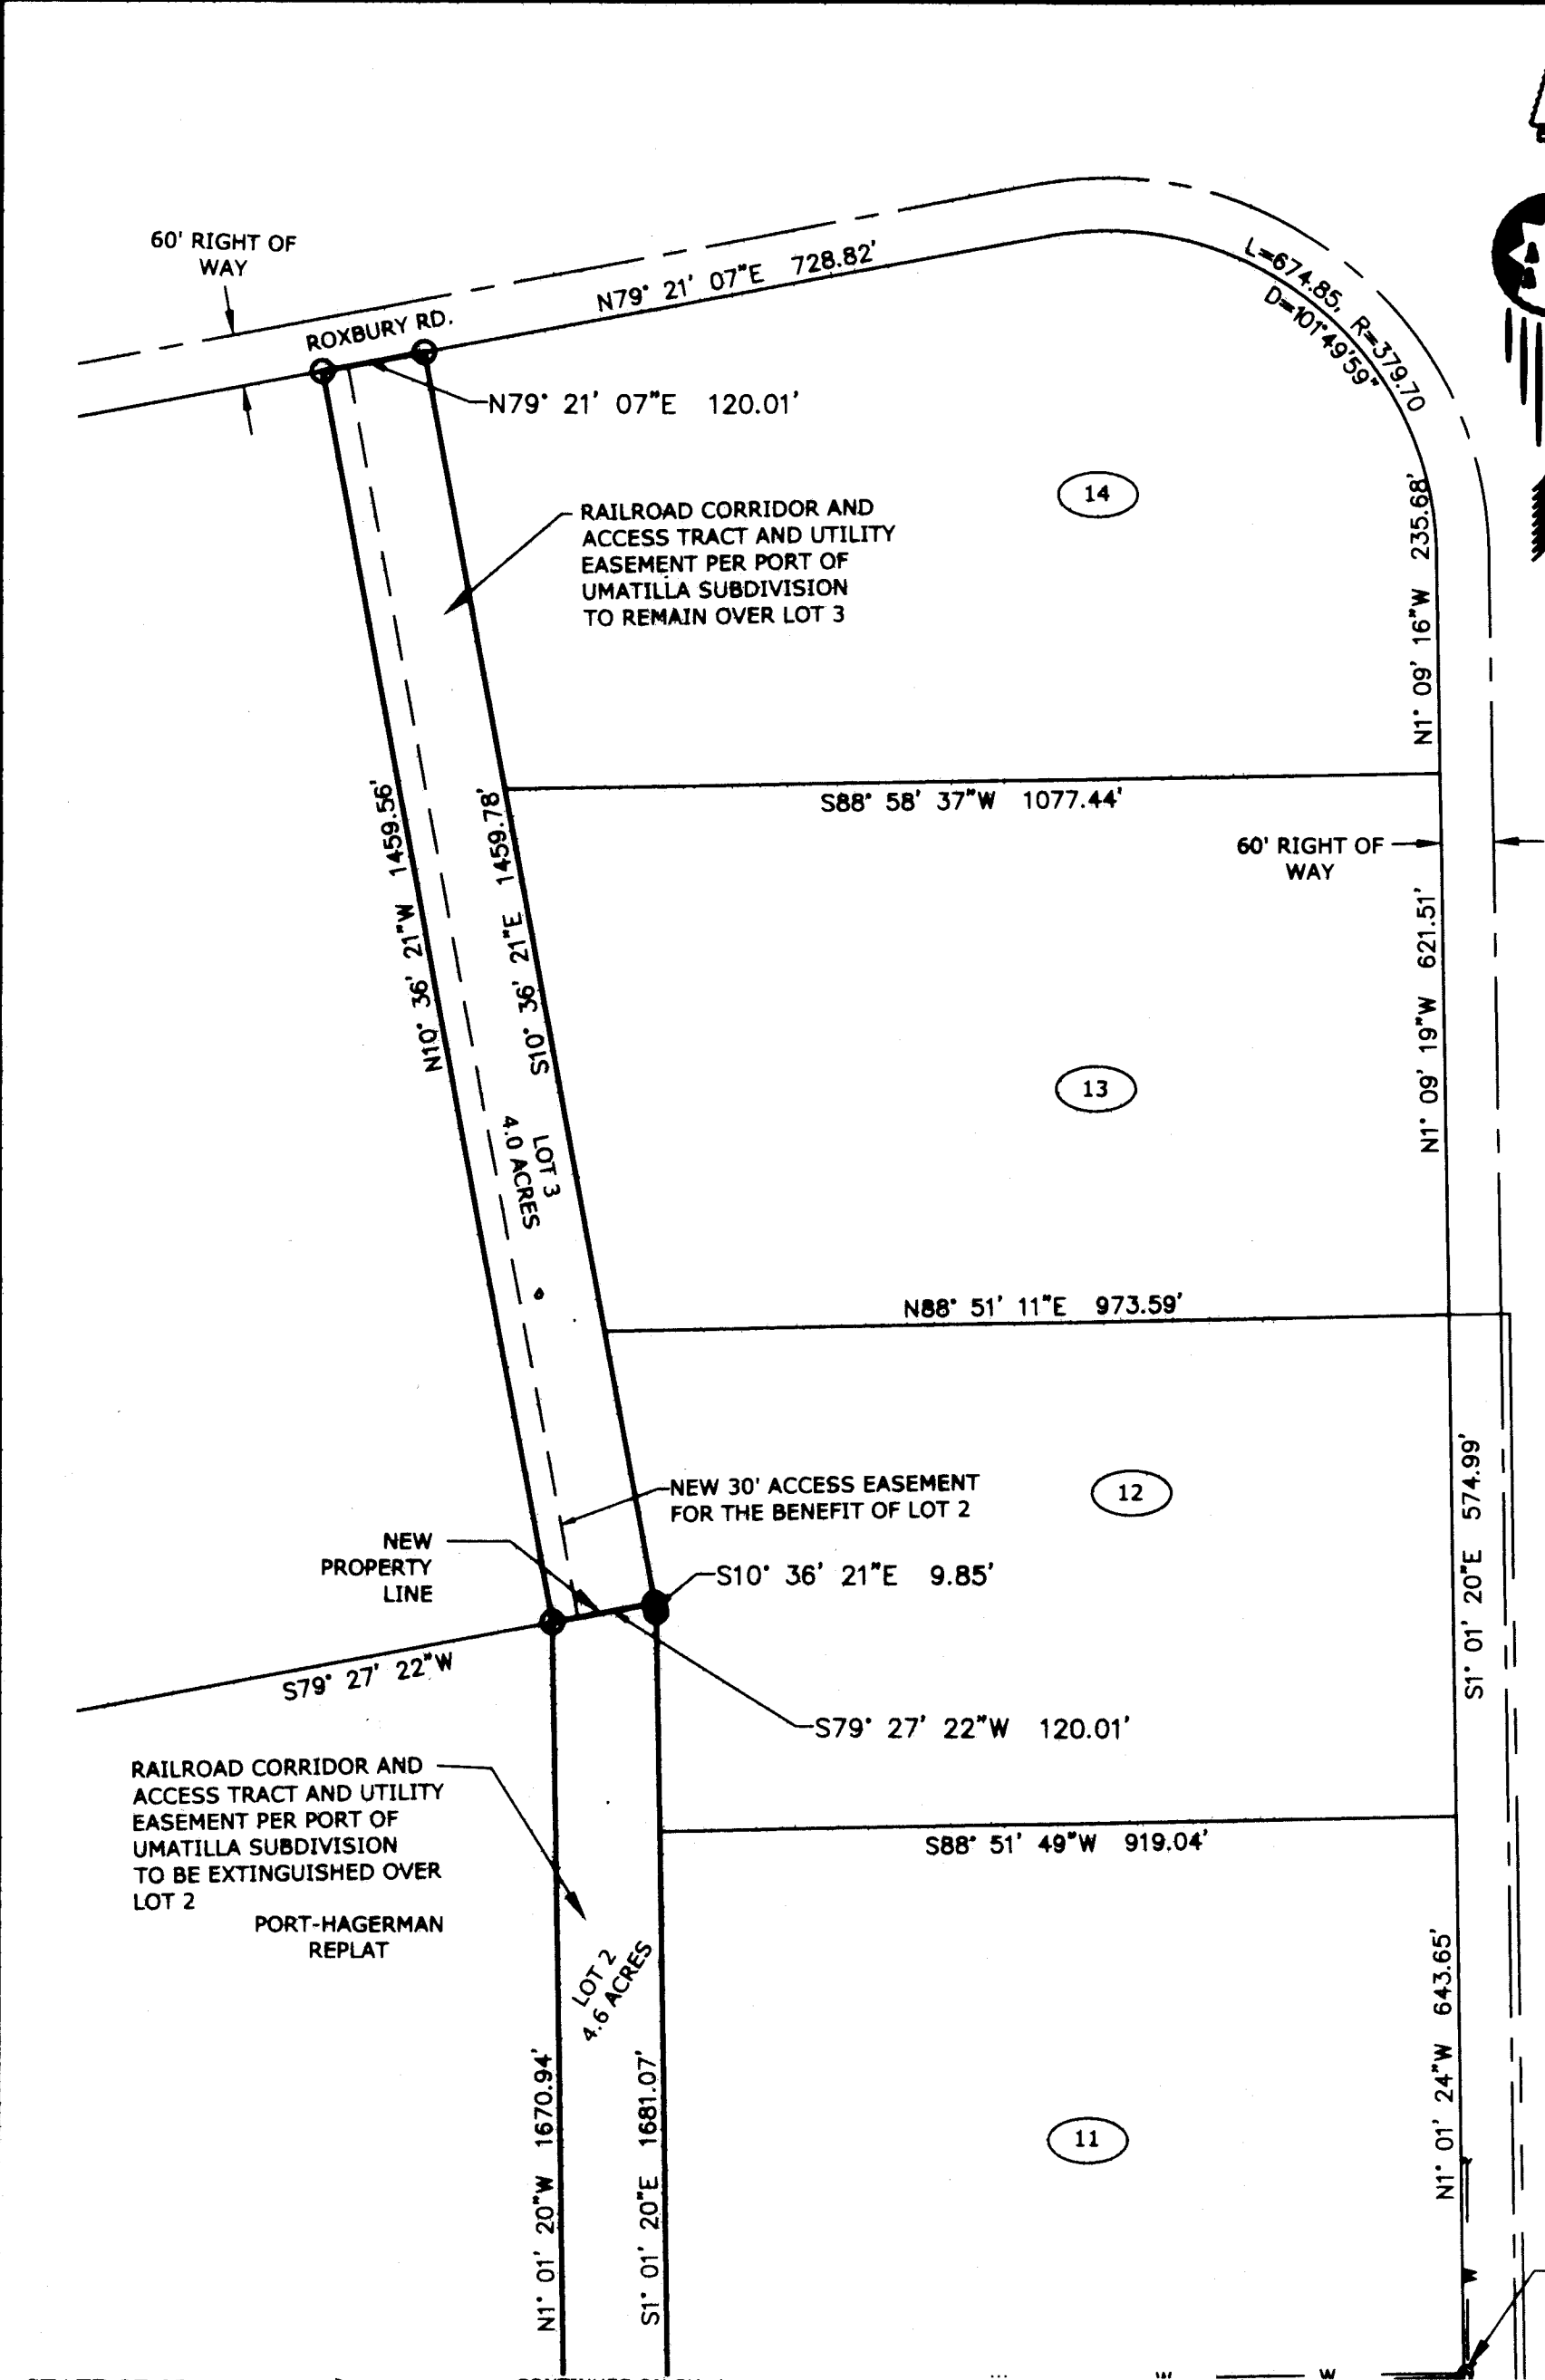 60' RIGHT OF
WAY
ROXBURY RD.
N79° 21' 07"E 728.82'
N79° 21' 07"E 120.01'
L=674.85, R=379.70
D=101°49'59"
14
RAILROAD CORRIDOR AND
ACCESS TRACT AND UTILITY
EASEMENT PER PORT OF
UMATILLA SUBDIVISION
TO REMAIN OVER LOT 3
N1° 09' 16"W 235.68'
S88° 58' 37"W 1077.44'
60' RIGHT OF
WAY
N10° 36' 21"W 1459.56'
S10° 36' 21"E 1459.78'
N1° 09' 19"W 621.51'
13
LOT 3
4.0 ACRES
N88° 51' 11"E 973.59'
NEW 30' ACCESS EASEMENT
FOR THE BENEFIT OF LOT 2
12
S1° 01' 20"E 574.99'
NEW
PROPERTY
LINE
S10° 36' 21"E 9.85'
S79° 27' 22"W
S79° 27' 22"W 120.01'
RAILROAD CORRIDOR AND
ACCESS TRACT AND UTILITY
EASEMENT PER PORT OF
UMATILLA SUBDIVISION
TO BE EXTINGUISHED OVER
LOT 2
S88° 51' 49"W 919.04'
PORT-HAGERMAN
REPLAT
LOT 2
4.6 ACRES
N1° 01' 20"W 1670.94'
S1° 01' 20"E 1681.07'
11
N1° 01' 24"W 643.65'
W
W